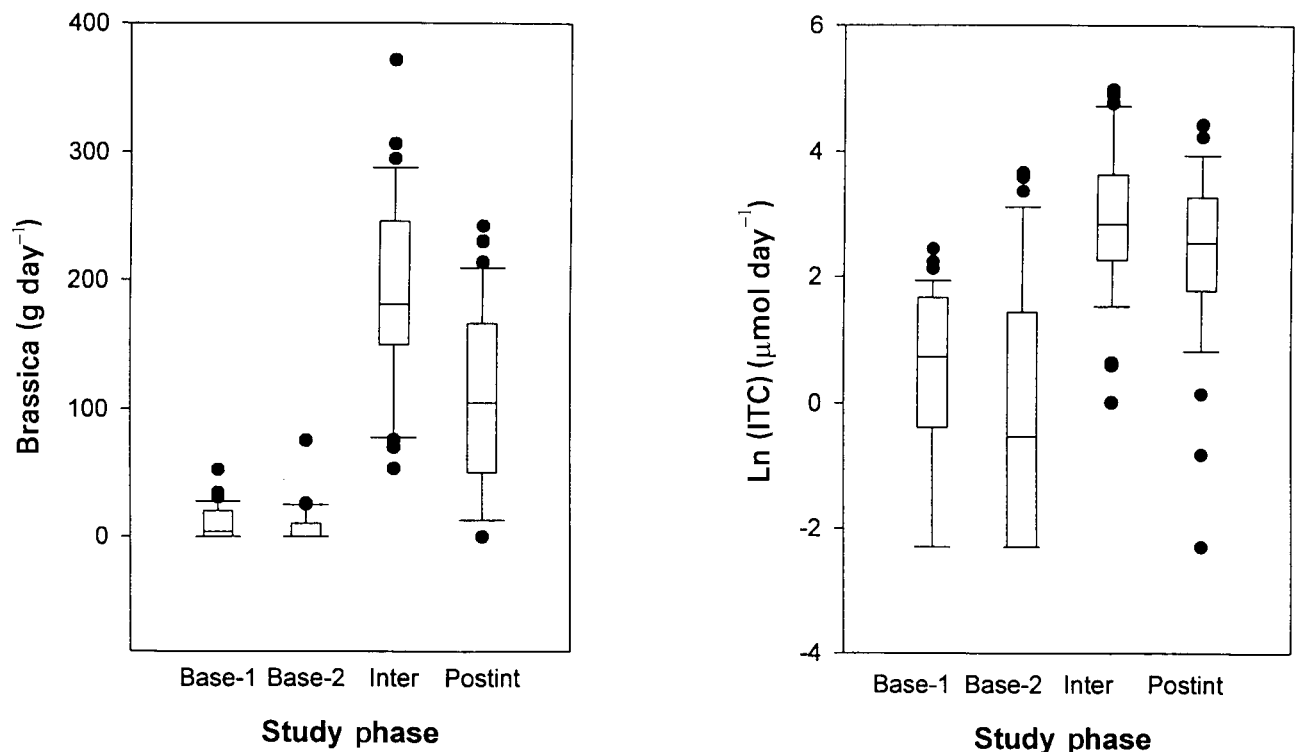 Brassica (g day⁻¹)
400
300
200
100
0
Base-1 Base-2 Inter Postint
Study phase
Ln (ITC) (μmol day⁻¹)
6
4
2
0
-2
-4
Base-1 Base-2 Inter Postint
Study phase